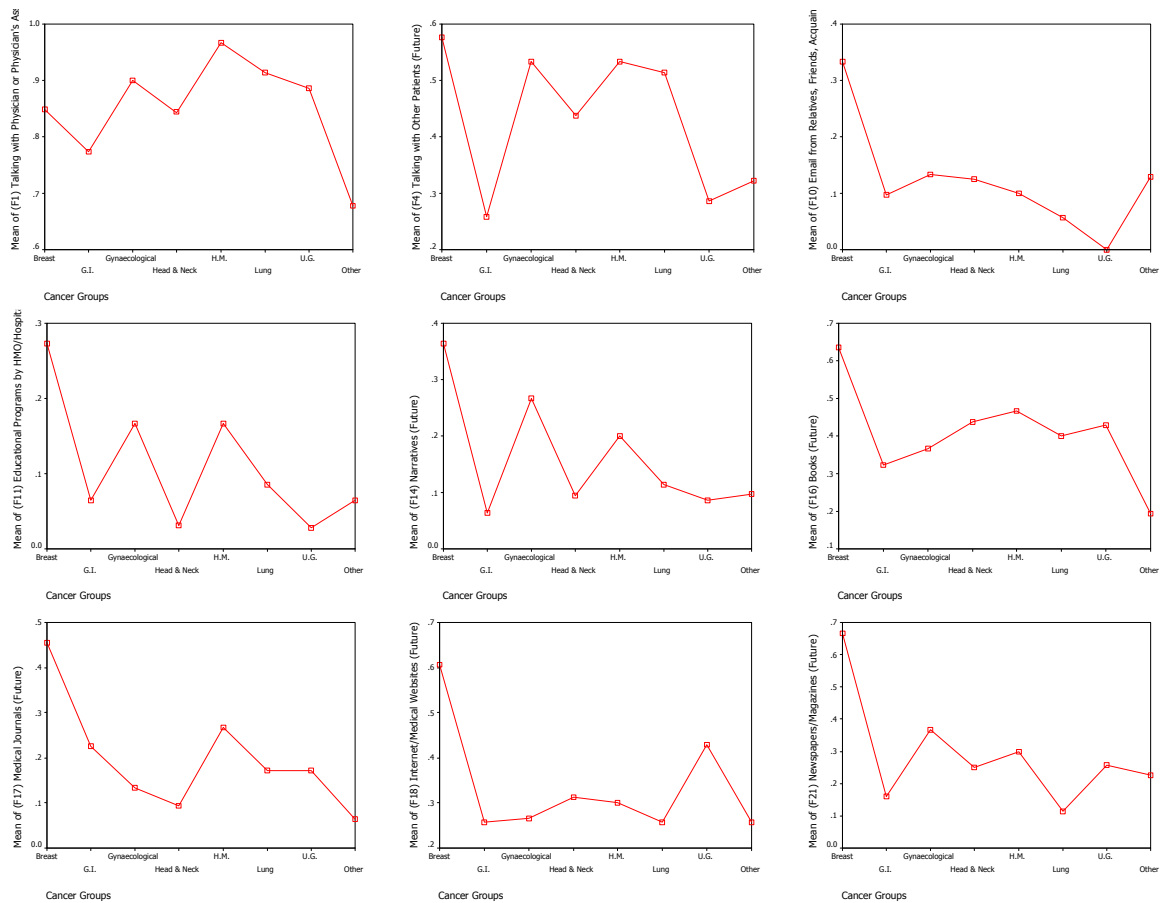 Mean of (F1) Talking with Physician or Physician's
1.0
.9
.8
.7
.6
Breast
G.I.
Gynaecological
Head & Neck
H.M.
Lung
U.G.
Other
Cancer Groups
Mean of (F4) Talking with Other Patients (Future)
.6
.5
.4
.3
.2
Breast
G.I.
Gynaecological
Head & Neck
H.M.
Lung
U.G.
Other
Cancer Groups
Mean of (F10) Email from Relatives, Friends,
.4
.3
.2
0.1
0.0
Breast
G.I.
Gynaecological
Head & Neck
H.M.
Lung
U.G.
Other
Cancer Groups
Mean of (F11) Educational Programs by
.3
.2
.1
0.0
Breast
G.I.
Gynaecological
Head & Neck
H.M.
Lung
U.G.
Other
Cancer Groups
Mean of (F14) Narratives (Future)
.4
.3
.2
.1
0.0
Breast
G.I.
Gynaecological
Head & Neck
H.M.
Lung
U.G.
Other
Cancer Groups
Mean of (F16) Books (Future)
.7
.6
.5
.4
.3
.2
.1
Breast
G.I.
Gynaecological
Head & Neck
H.M.
Lung
U.G.
Other
Cancer Groups
Mean of (F17) Medical Journals (Future)
.5
.4
.3
.2
.1
0.0
Breast
G.I.
Gynaecological
Head & Neck
H.M.
Lung
U.G.
Other
Cancer Groups
Mean of (F18) Internet/Medical Websites (Future)
.7
.6
.5
.4
.3
.2
Breast
G.I.
Gynaecological
Head & Neck
H.M.
Lung
U.G.
Other
Cancer Groups
Mean of (F21) Newspapers/Magazines (Future)
.7
.6
.5
.4
.3
.2
.1
0.0
Breast
G.I.
Gynaecological
Head & Neck
H.M.
Lung
U.G.
Other
Cancer Groups